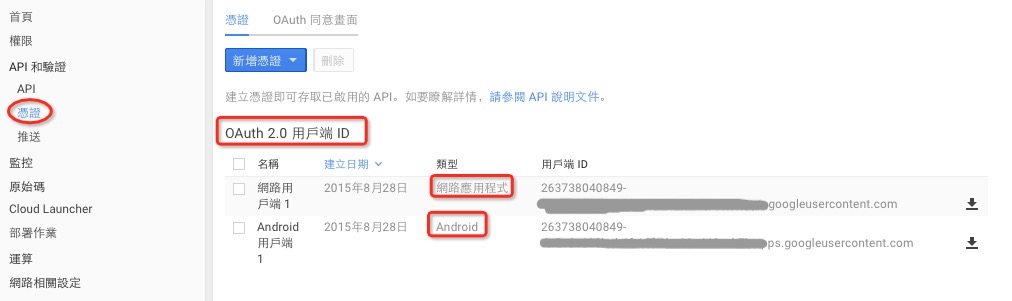 首頁
權限
API 和驗證
API
憑證
推送
監控
原始碼
Cloud Launcher
部署作業
運算
網路相關設定
憑證 OAuth 同意畫面
新增憑證 刪除
建立憑證即可存取已啟用的 API。如要瞭解詳情，請參閱 API 說明文件。
OAuth 2.0 用戶端 ID
名稱 建立日期 類型 用戶端 ID
網路用 2015年8月28日 網路應用程式 263738040849-
戶端 1 googleusercontent.com
Android 2015年8月28日 Android 263738040849-
用戶端 ps.googleusercontent.com
1